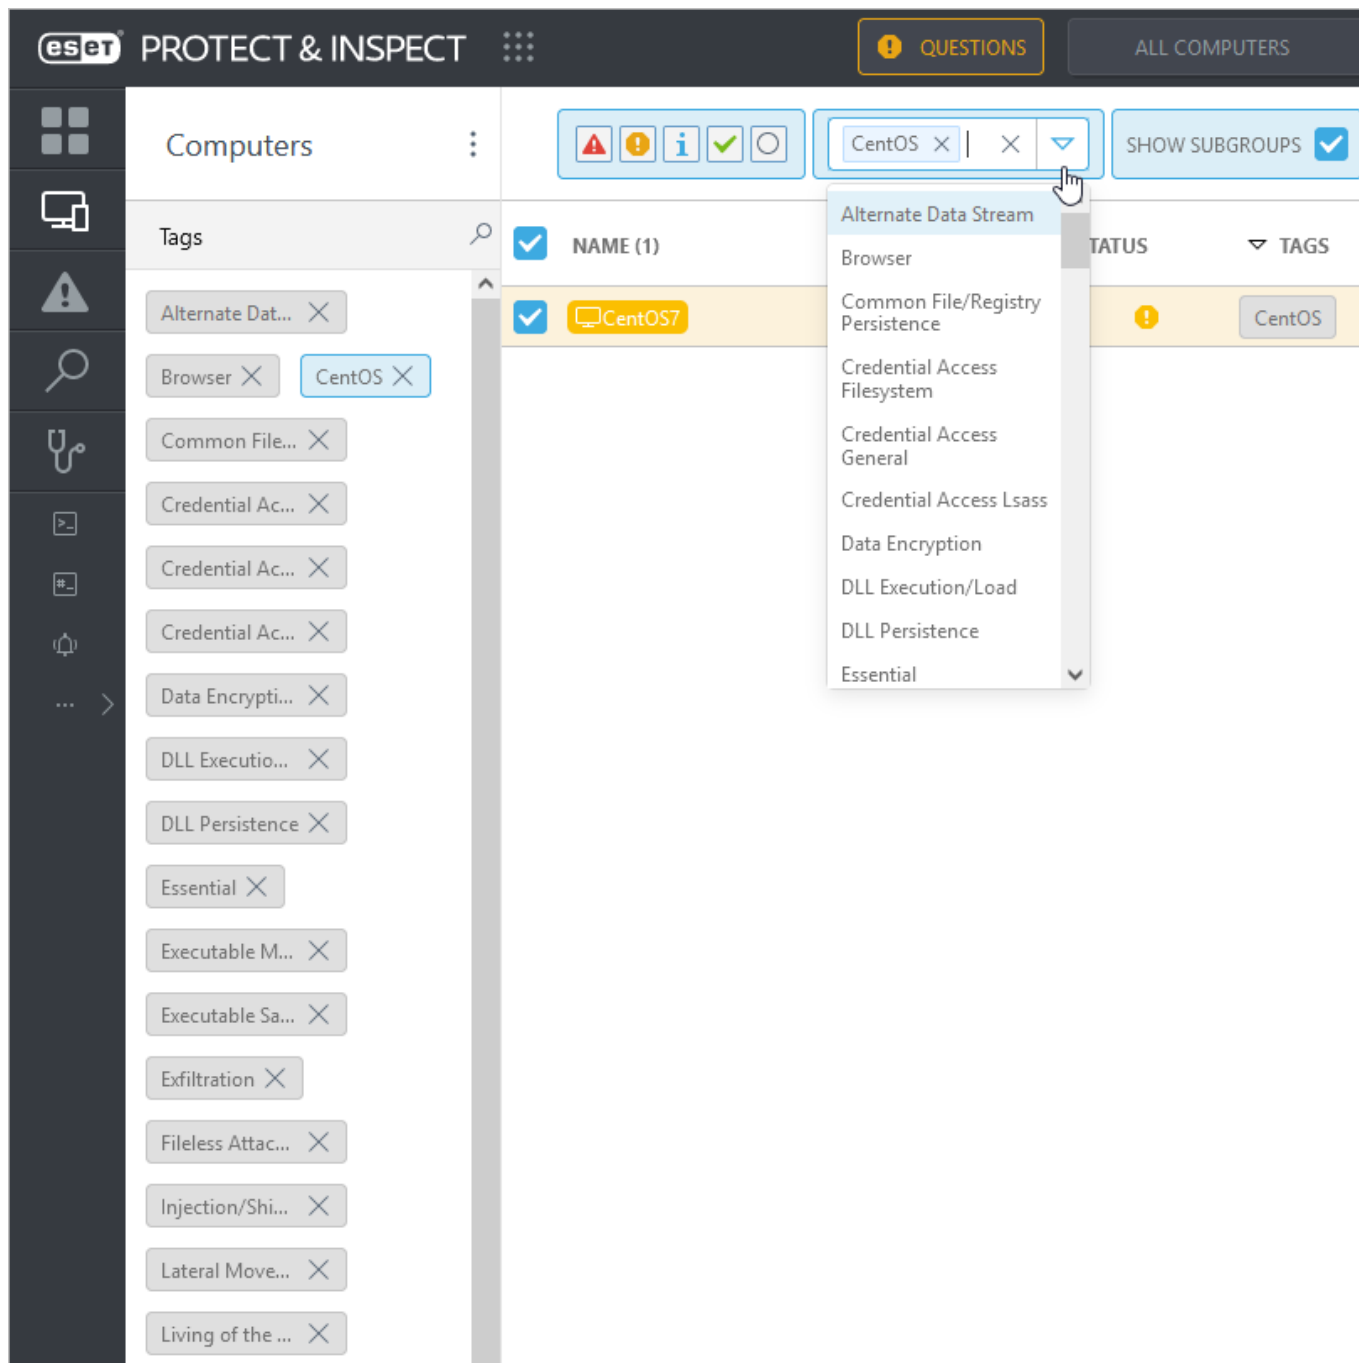 eset PROTECT & INSPECT
QUESTIONS
ALL COMPUTERS
Computers
CentOS
SHOW SUBGROUPS
Tags
NAME (1)
TATUS
TAGS
CentOS7
CentOS
Alternate Data Stream
Browser
Common File/Registry
Persistence
Credential Access
Filesystem
Credential Access
General
Credential Access Lsass
Data Encryption
DLL Execution/Load
DLL Persistence
Essential
Alternate Dat...
Browser
CentOS
Common File...
Credential Ac...
Credential Ac...
Credential Ac...
Data Encrypti...
DLL Executio...
DLL Persistence
Essential
Executable M...
Executable Sa...
Exfiltration
Fileless Attac...
Injection/Shi...
Lateral Move...
Living of the ...